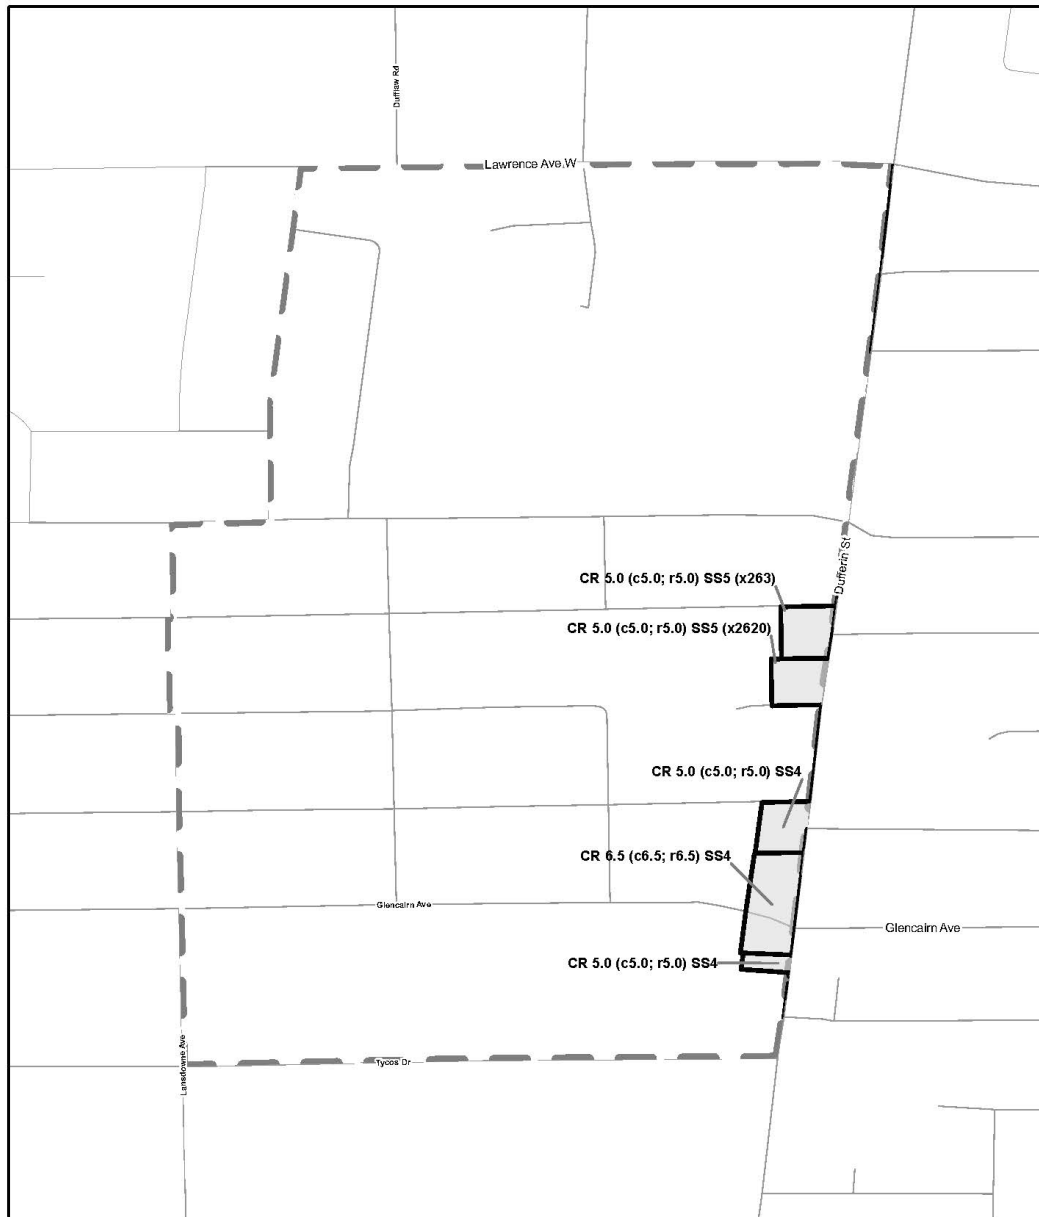 Dufflaw Rd
Lawrence Ave W
Dufferin St
CR 5.0 (c5.0; r5.0) SS5 (x263)
CR 5.0 (c5.0; r5.0) SS5 (x2620)
CR 5.0 (c5.0; r5.0) SS4
CR 6.5 (c6.5; r6.5) SS4
Glencairn Ave
Glencairn Ave
CR 5.0 (c5.0; r5.0) SS4
Lansdowne Ave
Tycos Dr